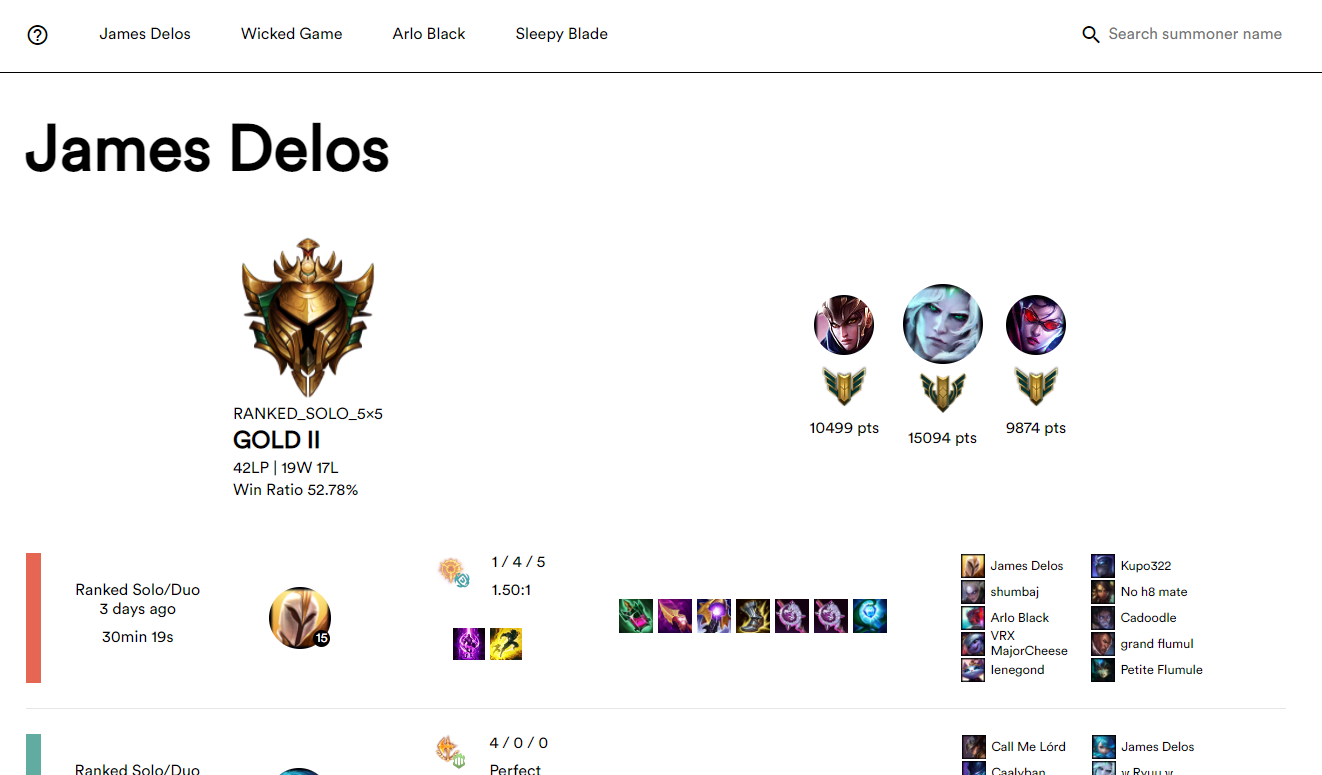 James Delos
Wicked Game
Arlo Black
Sleepy Blade
Search summoner name
James Delos
RANKED_SOLO_5×5
GOLD II
42LP | 19W 17L
Win Ratio 52.78%
10499 pts
15094 pts
9874 pts
Ranked Solo/Duo
3 days ago
30min 19s
15
1 / 4 / 5
1.50:1
James Delos
shumbaj
Arlo Black
VRX
MajorCheese
lenegond
Kupo322
No h8 mate
Cadoodle
grand flumul
Petite Flumule
Ranked Solo/Duo
4 / 0 / 0
Perfect
Call Me Lórd
Caalyban
James Delos
w Ryuu w